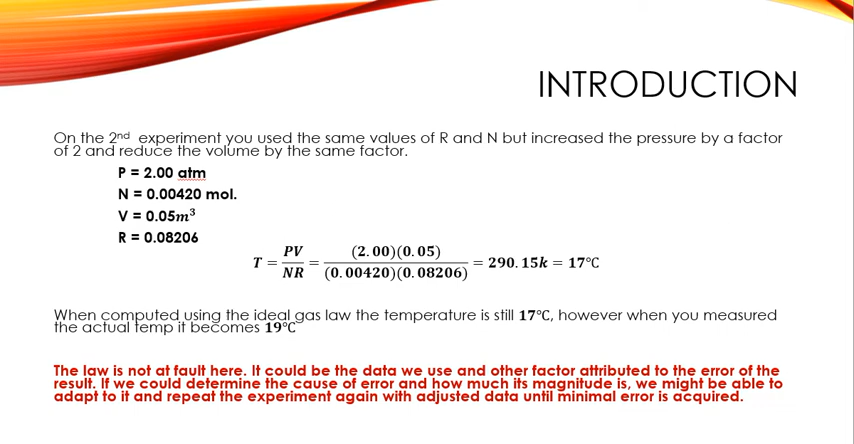 INTRODUCTION
On the 2nd experiment you used the same values of R and N but increased the pressure by a factor
of 2 and reduce the volume by the same factor.
P = 2.00 atm
N = 0.00420 mol.
V = 0.05m³
R = 0.08206
T = PV/NR = (2.00)(0.05)/(0.00420)(0.08206) = 290.15k = 17°C
When computed using the ideal gas law the temperature is still 17°C, however when you measured
the actual temp it becomes 19°C
The law is not at fault here. It could be the data we use and other factor attributed to the error of the
result. If we could determine the cause of error and how much its magnitude is, we might be able to
adapt to it and repeat the experiment again with adjusted data until minimal error is acquired.